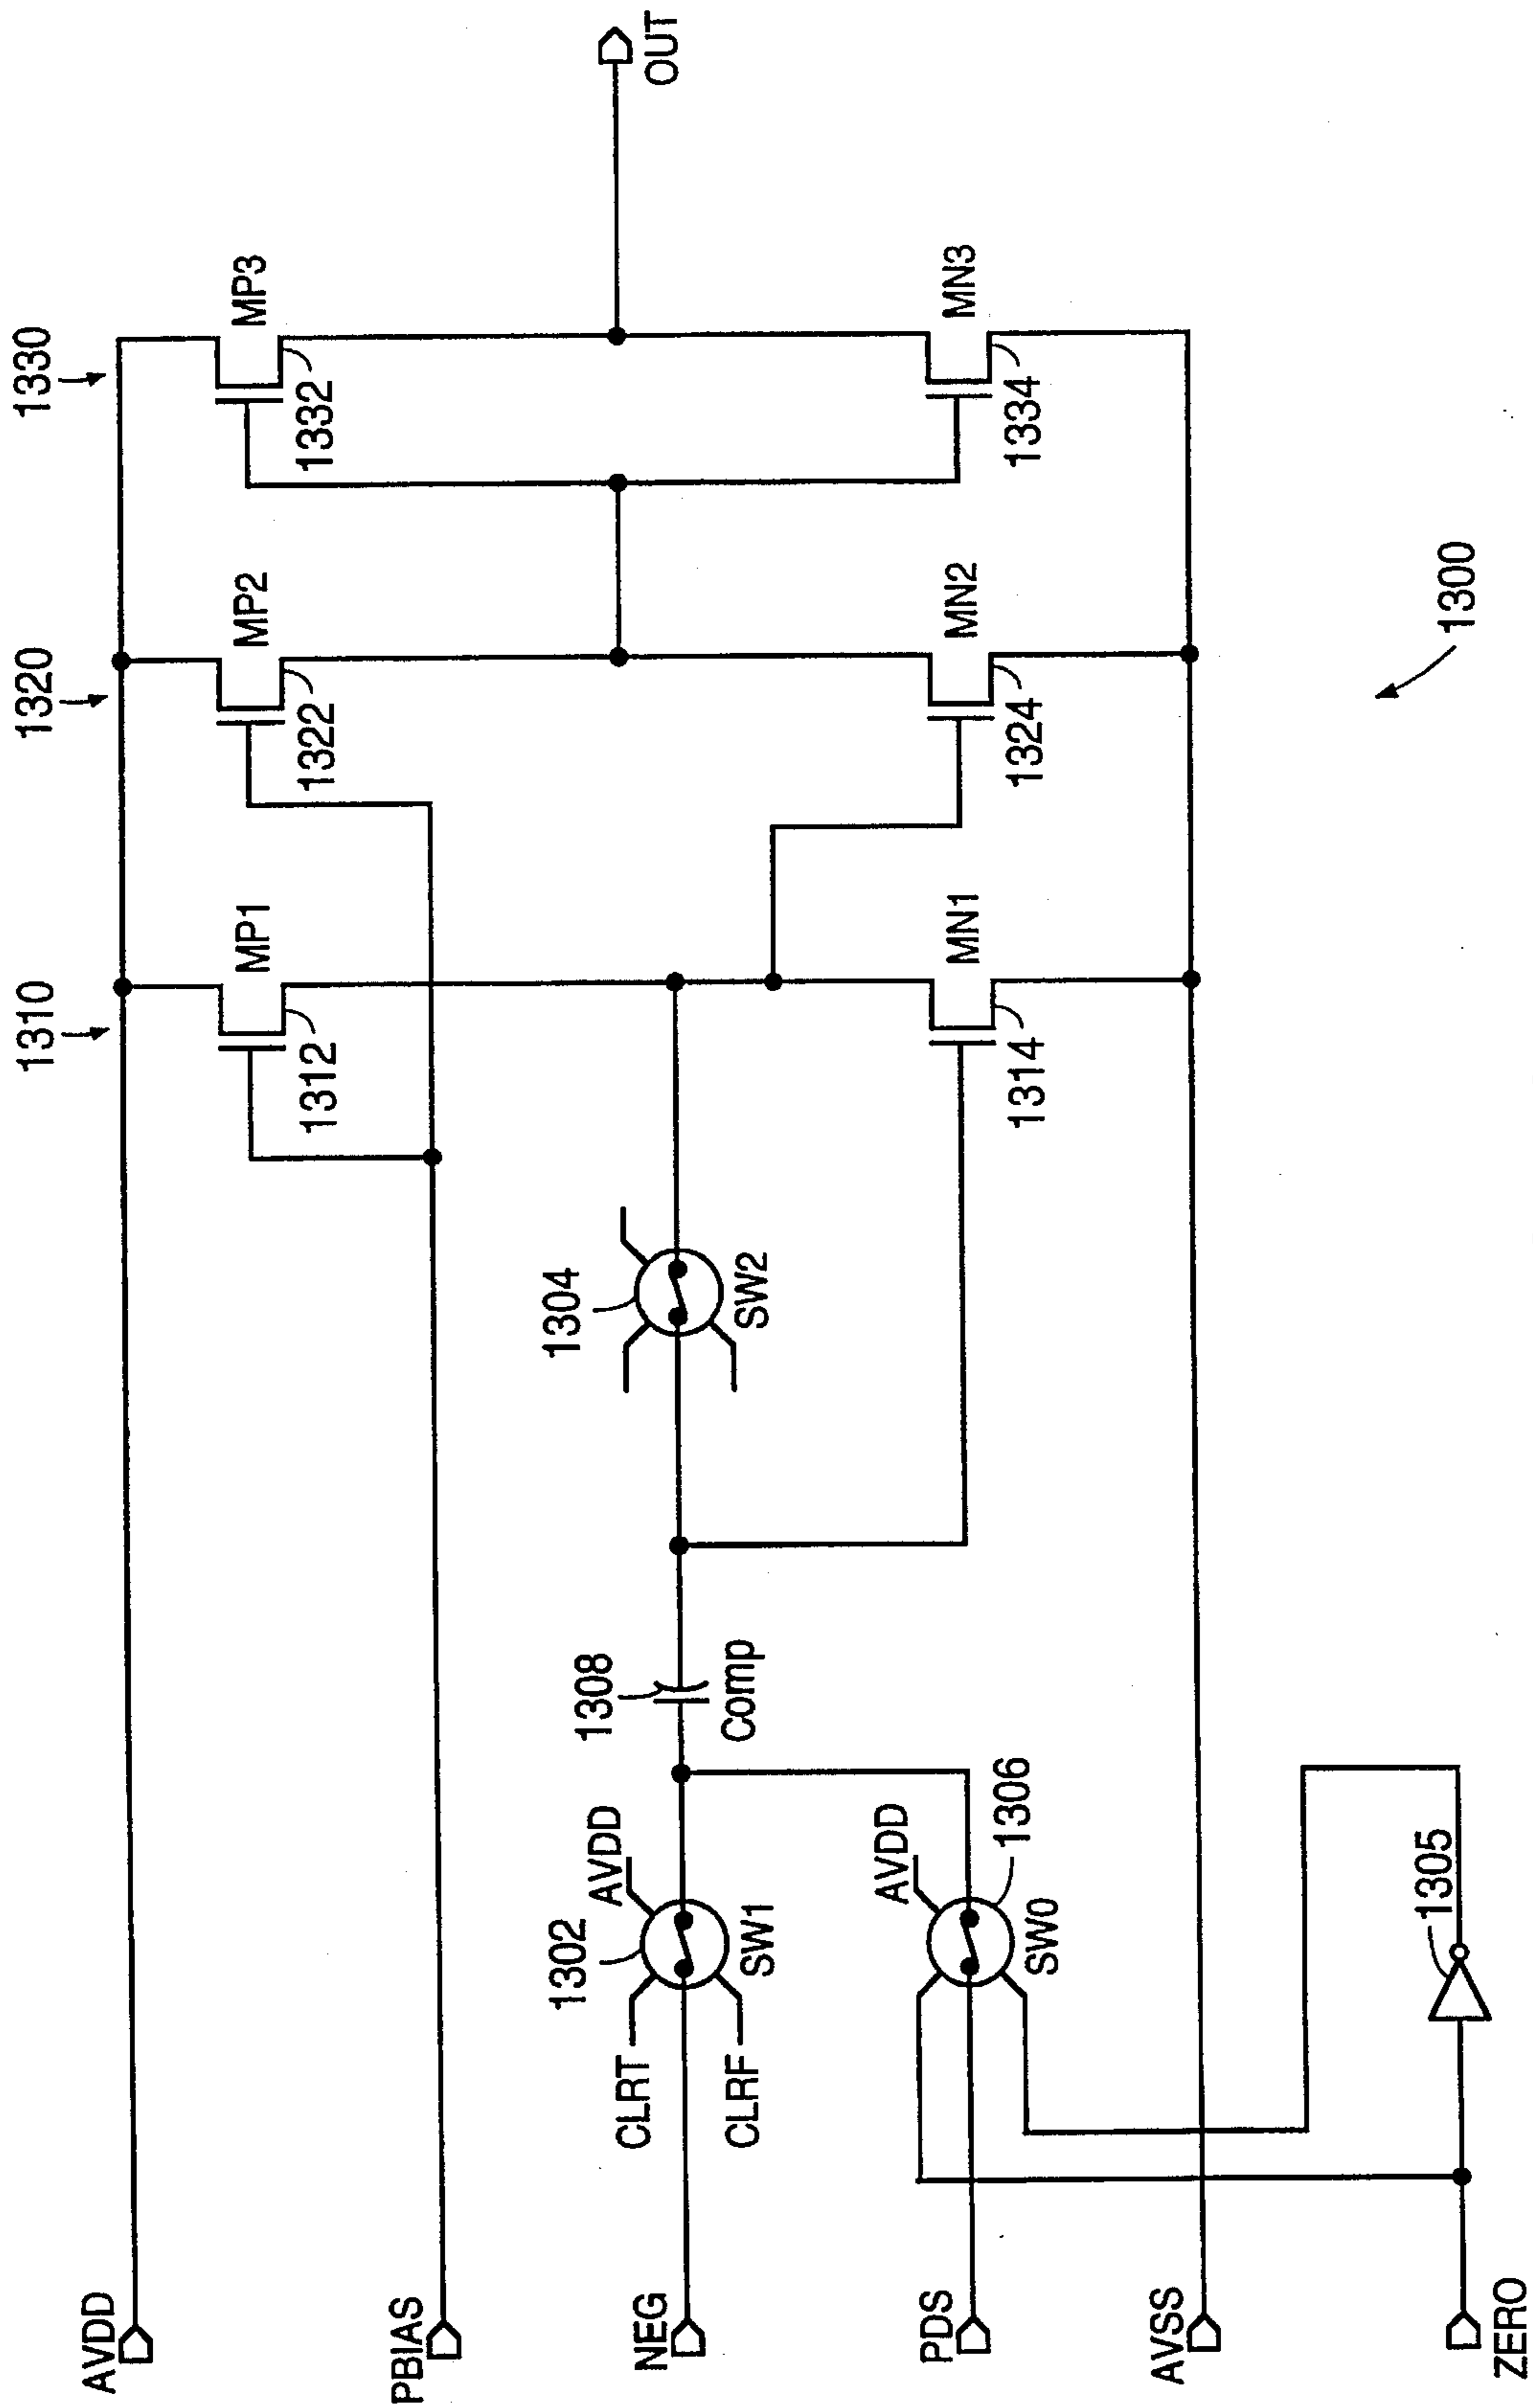 1310
1320
1330
AVDD
MP1
1312
MP2
1322
MP3
1332
PBIAS
NEG
CLRT
1302
AVDD
CLRF
SW1
1308
Comp
1304
SW2
OUT
PDS
AVDD
SW0
1306
MN1
1314
MN2
1324
MN3
1334
AVSS
ZERO
1305
1300